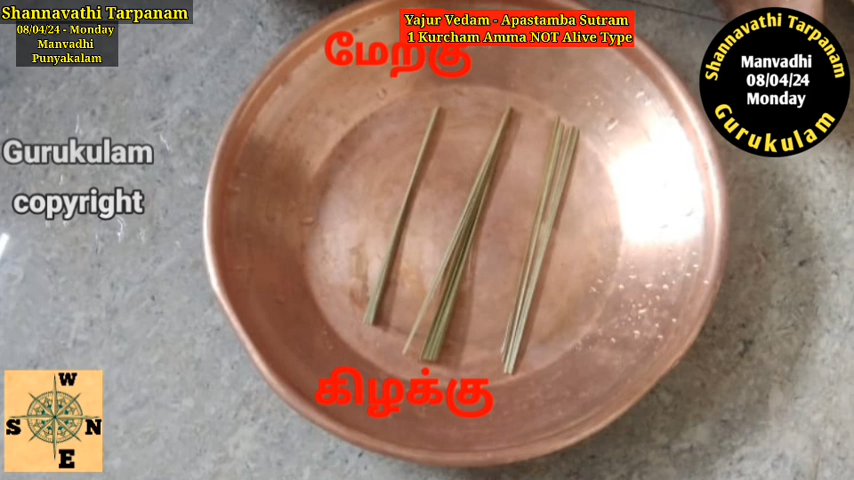 Shannavathi Tarpanam
08/04/24 - Monday
Manvadhi
Punyakalam
Yajur Vedam - Apastamba Sutram
1 Kurcham Amma NOT Alive Type
மேற்கு
Shannavathi Tarpanam
Manvadhi
08/04/24
Monday
Gurukulam
Gurukulam
copyright
கிழக்கு
W
S N
E